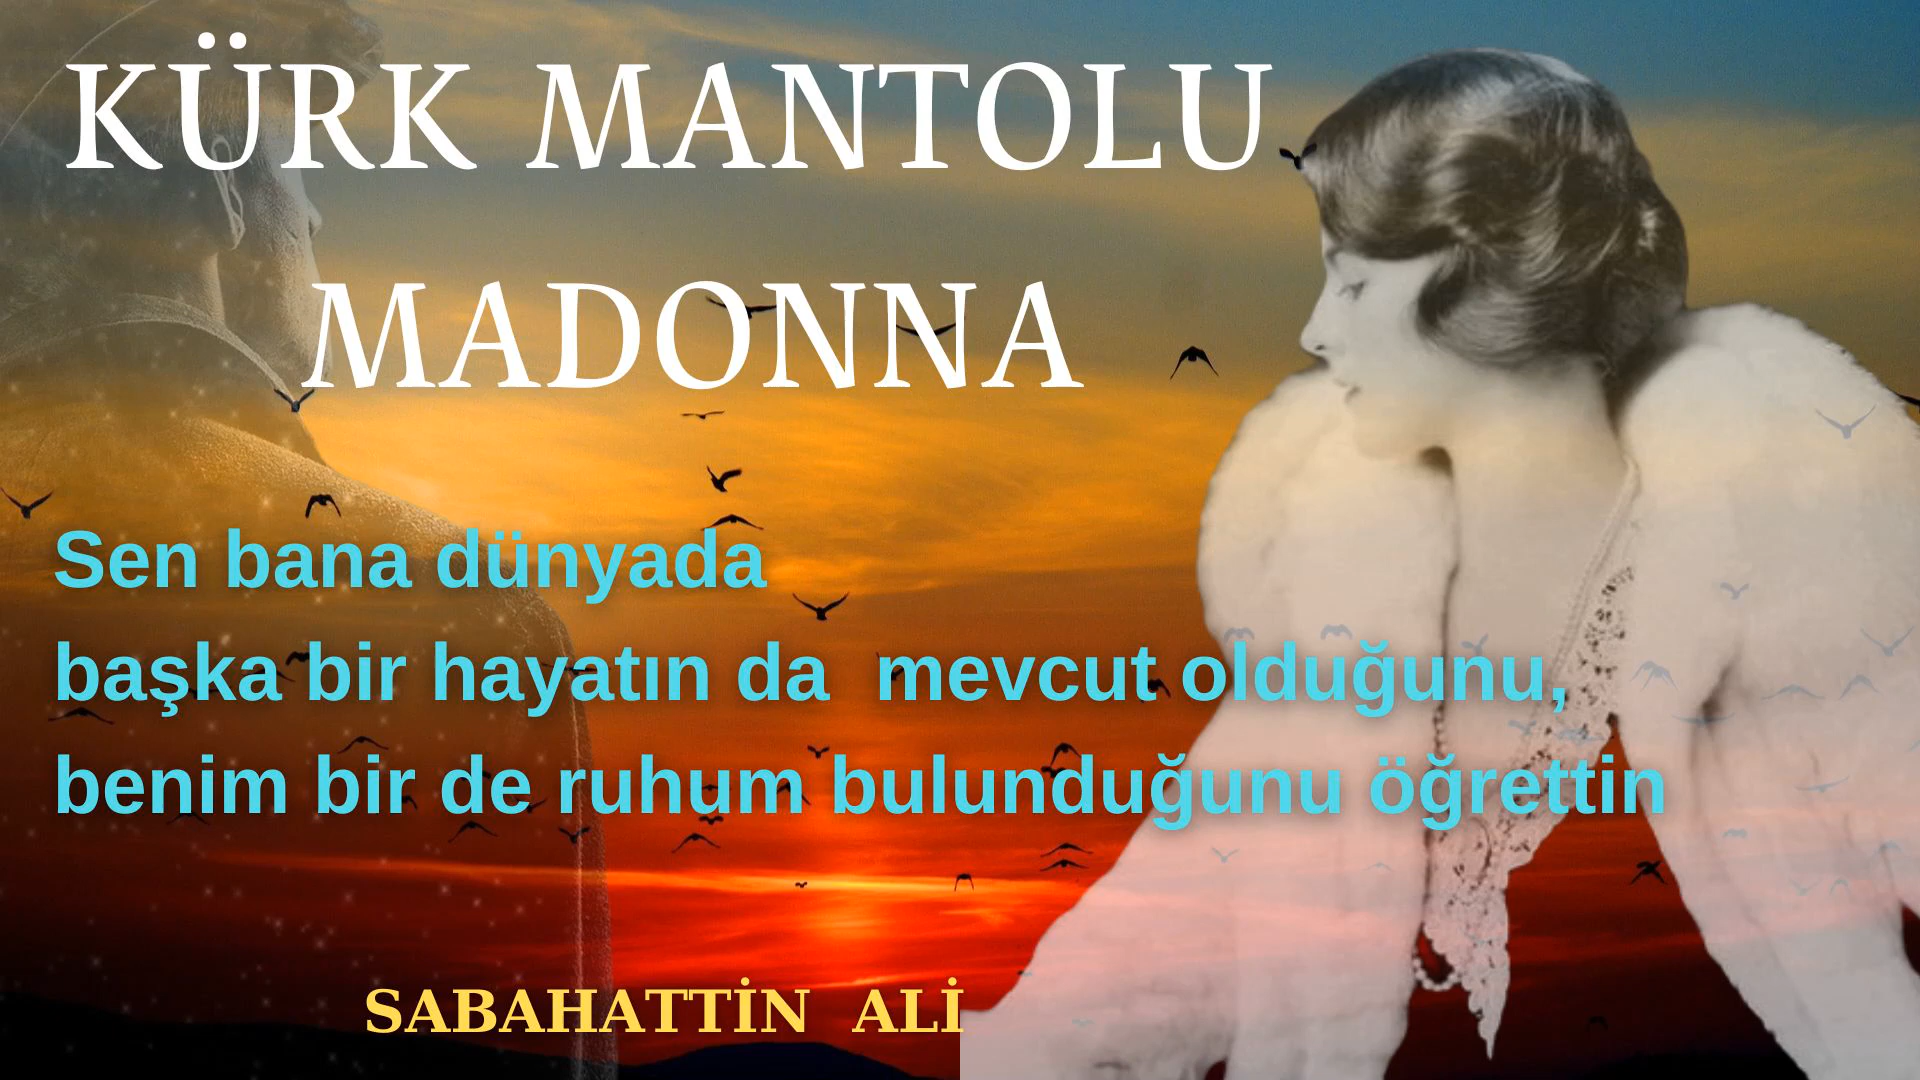 KÜRK MANTOLU
MADONNA
Sen bana dünyada
başka bir hayatın da  mevcut olduğunu,
benim bir de ruhum bulunduğunu öğrettin
SABAHATTİN  ALİ